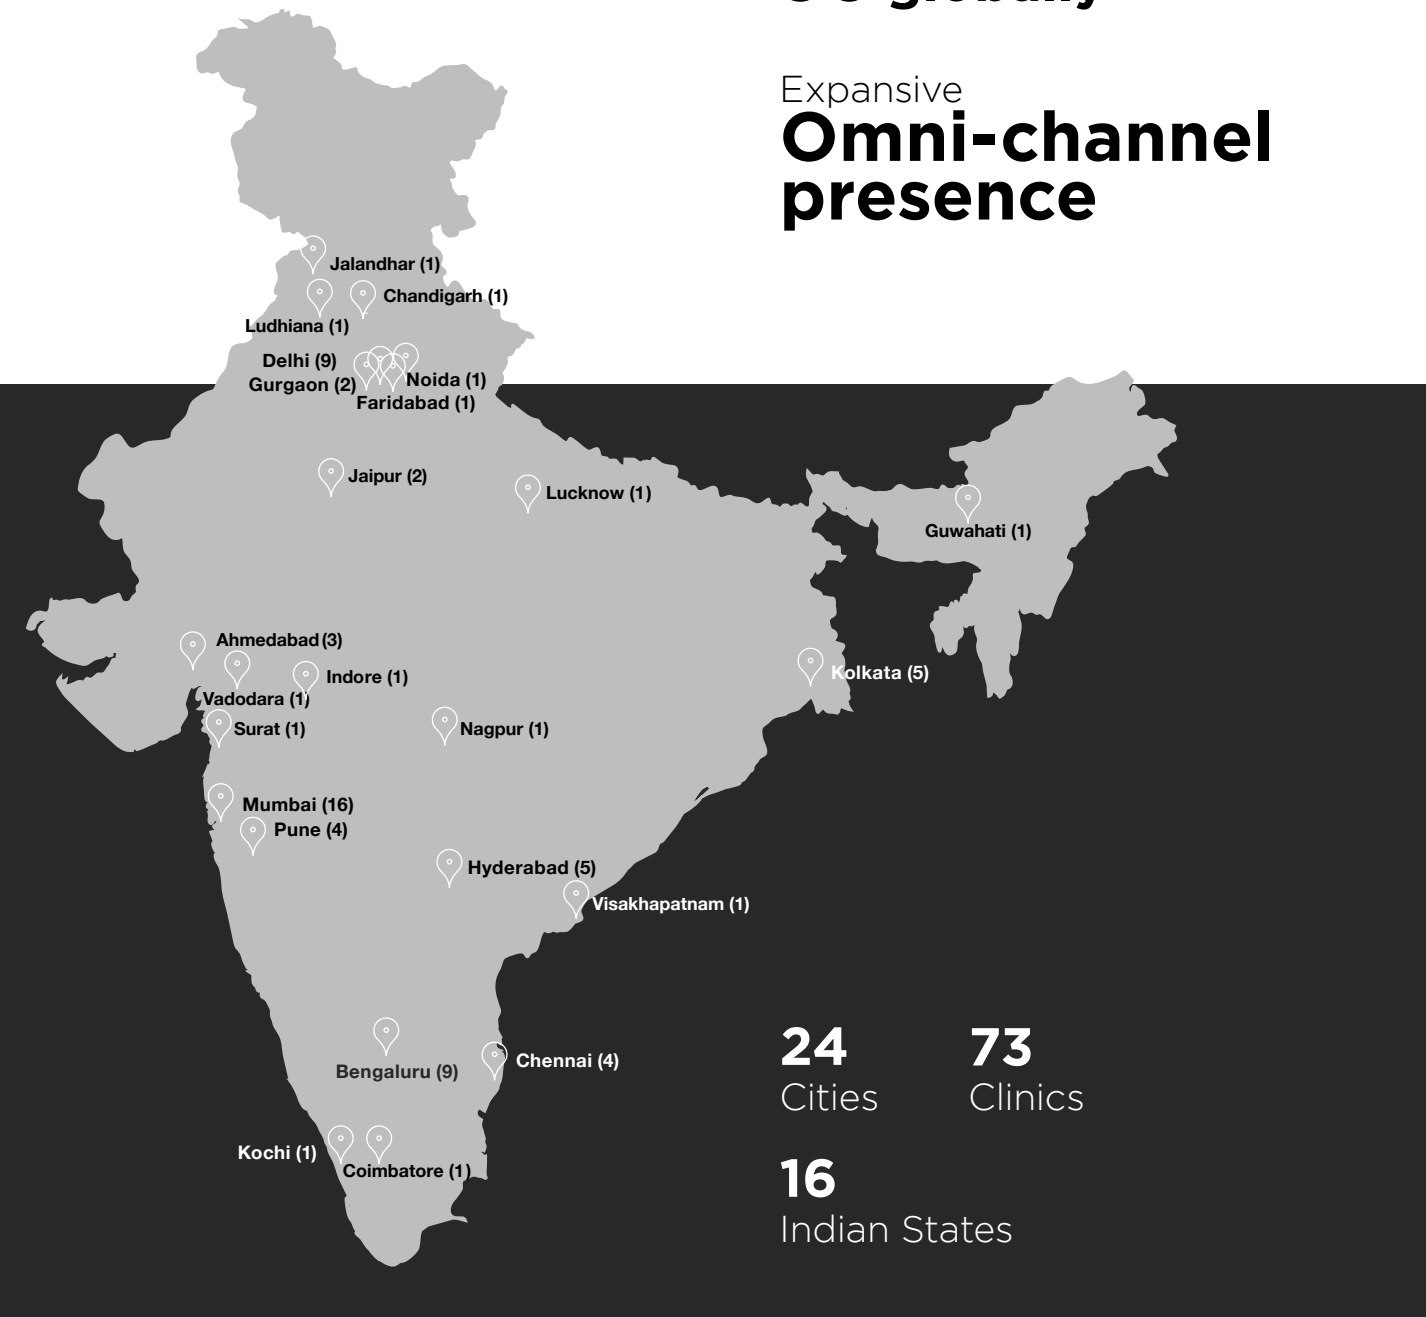 globally
Expansive
Omni-channel
presence
Jalandhar (1)
Chandigarh (1)
Ludhiana (1)
Delhi (9)
Gurgaon (2)
Noida (1)
Faridabad (1)
Jaipur (2)
Lucknow (1)
Guwahati (1)
Ahmedabad (3)
Indore (1)
Kolkata (5)
Vadodara (1)
Surat (1)
Nagpur (1)
Mumbai (16)
Pune (4)
Hyderabad (5)
Visakhapatnam (1)
Bengaluru (9)
Chennai (4)
Kochi (1)
Coimbatore (1)
24
Cities
73
Clinics
16
Indian States